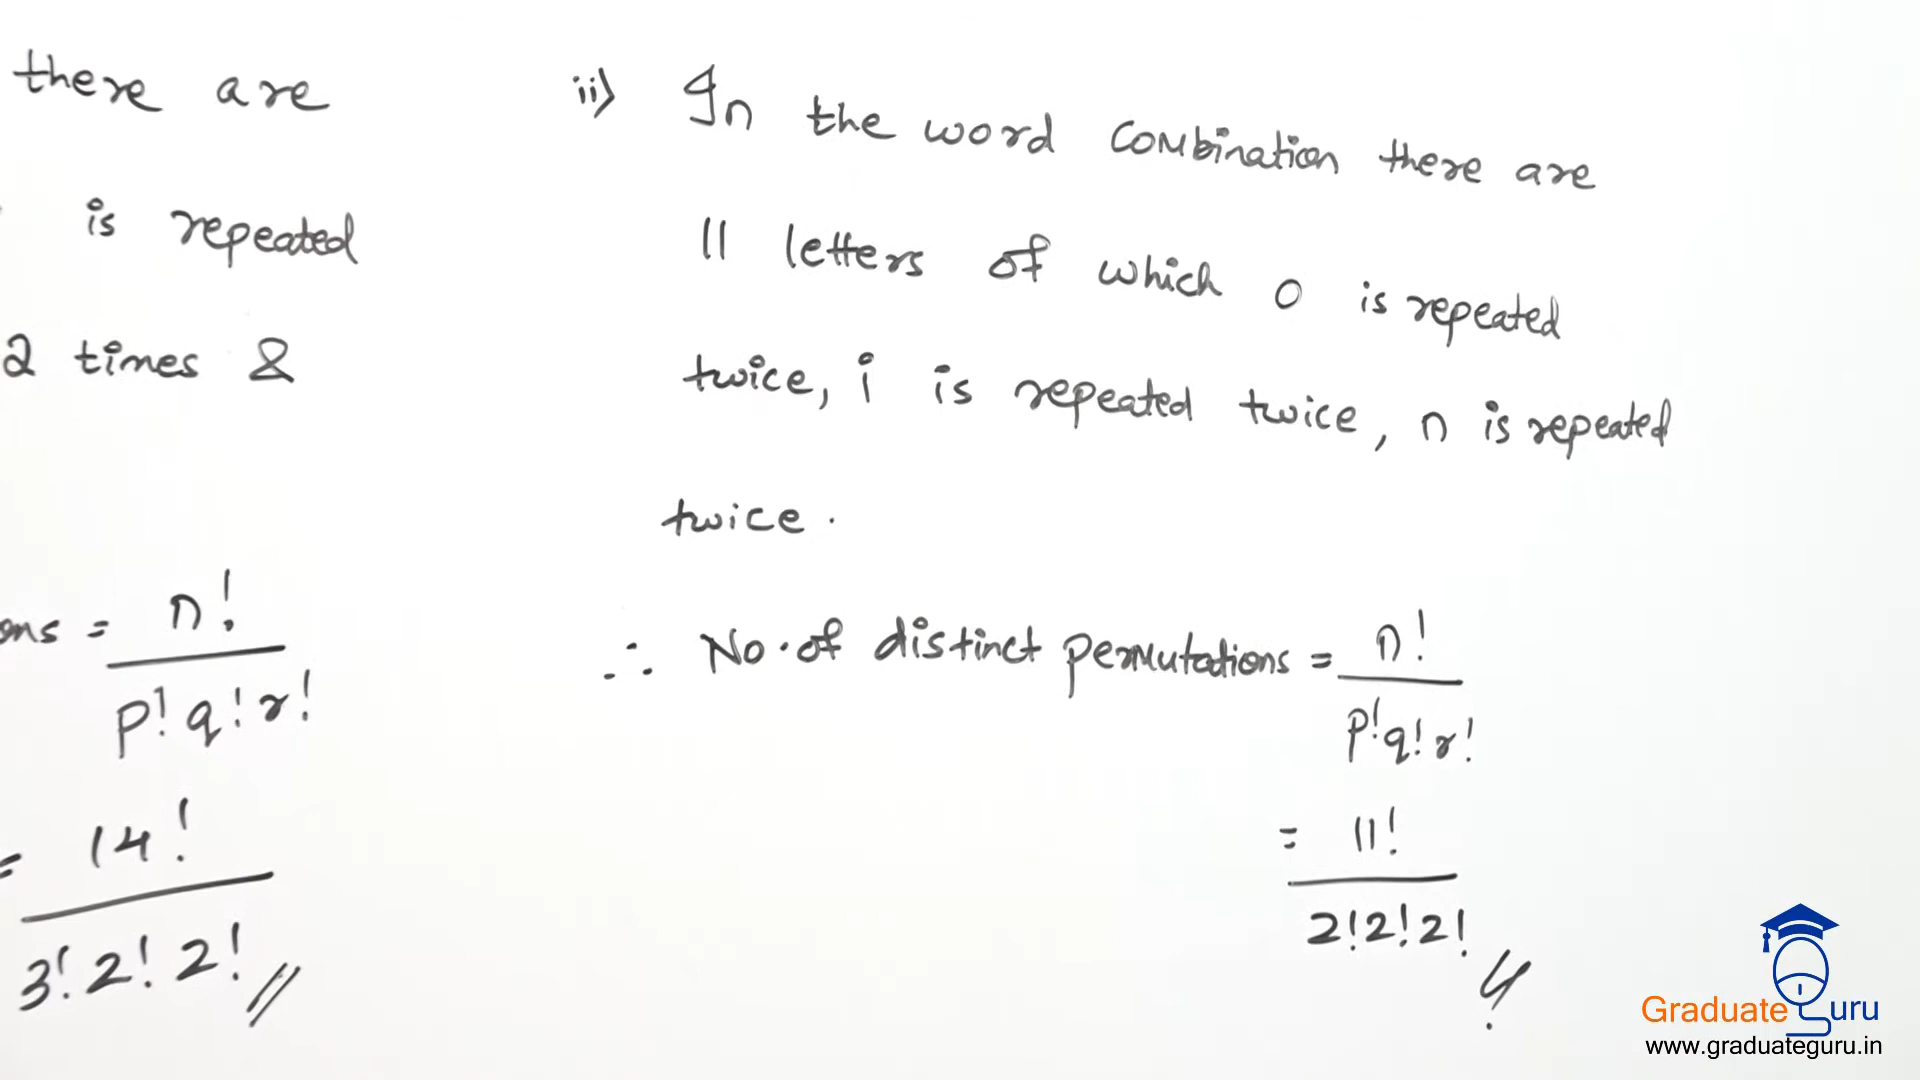 there are
is repeated
2 times &
ons = n!
p! q! r!
= 14!
3! 2! 2!
ii) In the word Combination there are
11 letters of which o is repeated
twice, i is repeated twice, n is repeated
twice.
∴ No. of distinct permutations = n!
p! q! r!
= 11!
2! 2! 2!
Graduate Guru
www.graduateguru.in